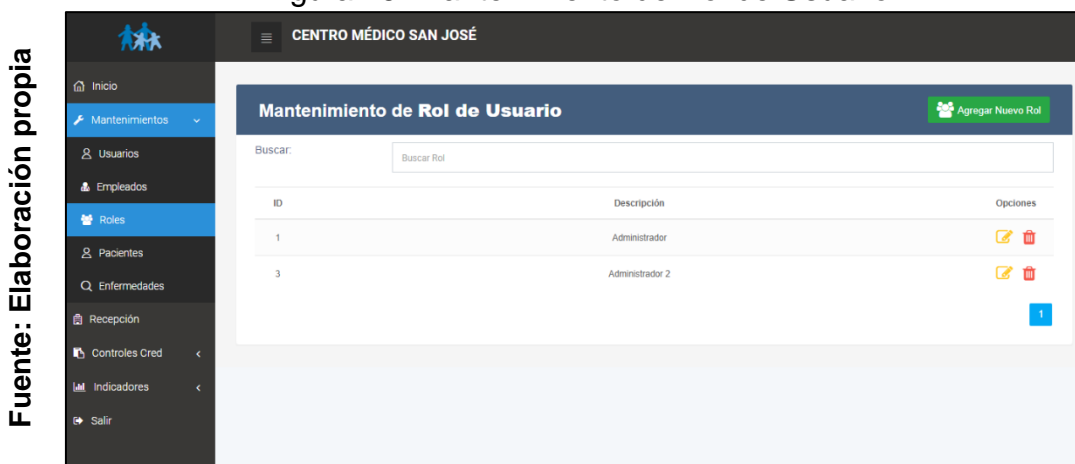 CENTRO MÉDICO SAN JOSÉ
Inicio
Mantenimientos
Usuarios
Empleados
Roles
Pacientes
Enfermedades
Recepción
Controles Cred
Indicadores
Salir
Mantenimiento de Rol de Usuario
Agregar Nuevo Rol
Buscar:
Buscar Rol
ID Descripción Opciones
1 Administrador
3 Administrador 2
1
Fuente: Elaboración propia